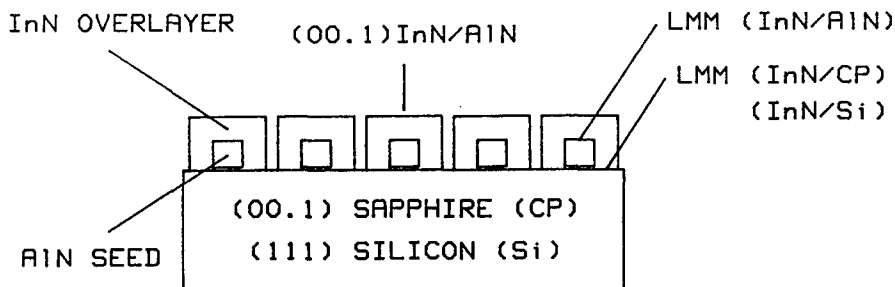 InN OVERLAYER
(00.1)InN/AlN
LMM (InN/AlN)
LMM (InN/CP)
(InN/Si)
(00.1) SAPPHIRE (CP)
(111) SILICON (Si)
AlN SEED